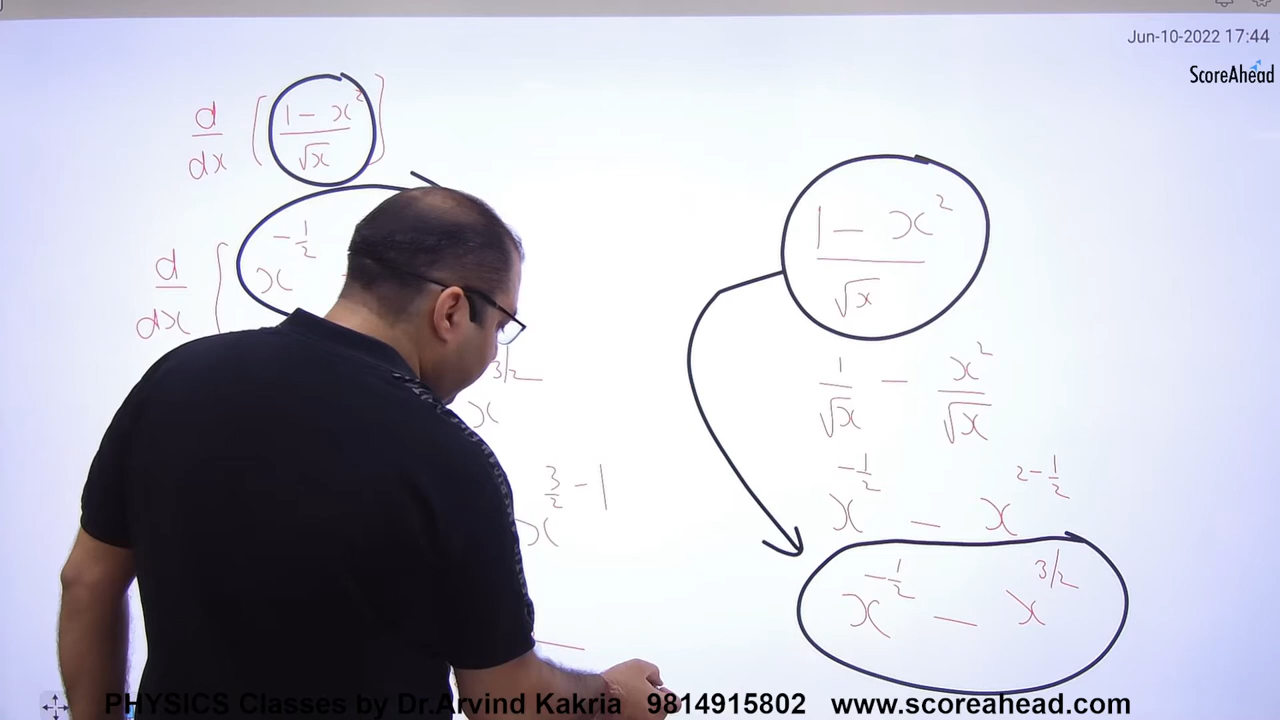 Jun-10-2022 17:44
ScoreAhead
d/dx [ (1 - x²)/√x ]
d/dx [ x^(-1/2)
x^(3/2)
x^(3/2 - 1)
(1 - x²)/√x
1/√x - x²/√x
x^(-1/2) - x^(2 - 1/2)
x^(-1/2) - x^(3/2)
PHYSICS Classes by Dr.Arvind Kakria 9814915802 www.scoreahead.com